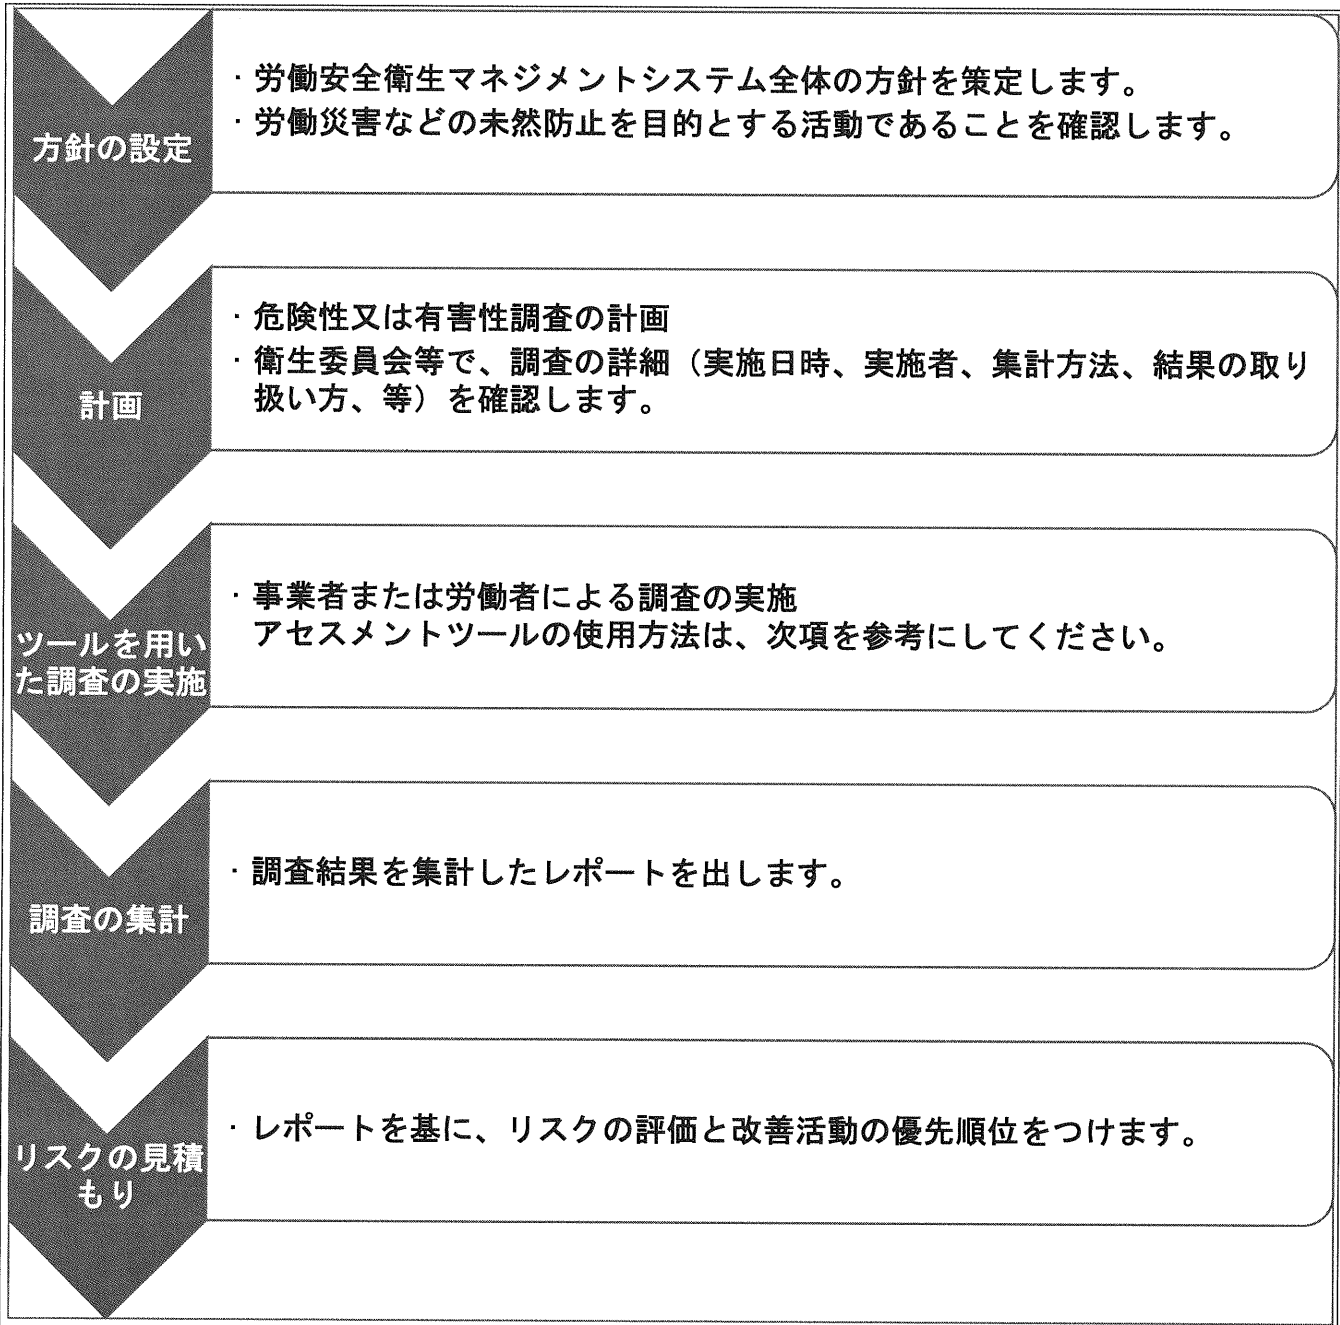 方針の設定
・労働安全衛生マネジメントシステム全体の方針を策定します。
・労働災害などの未然防止を目的とする活動であることを確認します。
計画
・危険性又は有害性調査の計画
・衛生委員会等で、調査の詳細（実施日時、実施者、集計方法、結果の取り
扱い方、等）を確認します。
ツールを用い
た調査の実施
・事業者または労働者による調査の実施
アセスメントツールの使用方法は、次項を参考にしてください。
調査の集計
・調査結果を集計したレポートを出します。
リスクの見積
もり
・レポートを基に、リスクの評価と改善活動の優先順位をつけます。